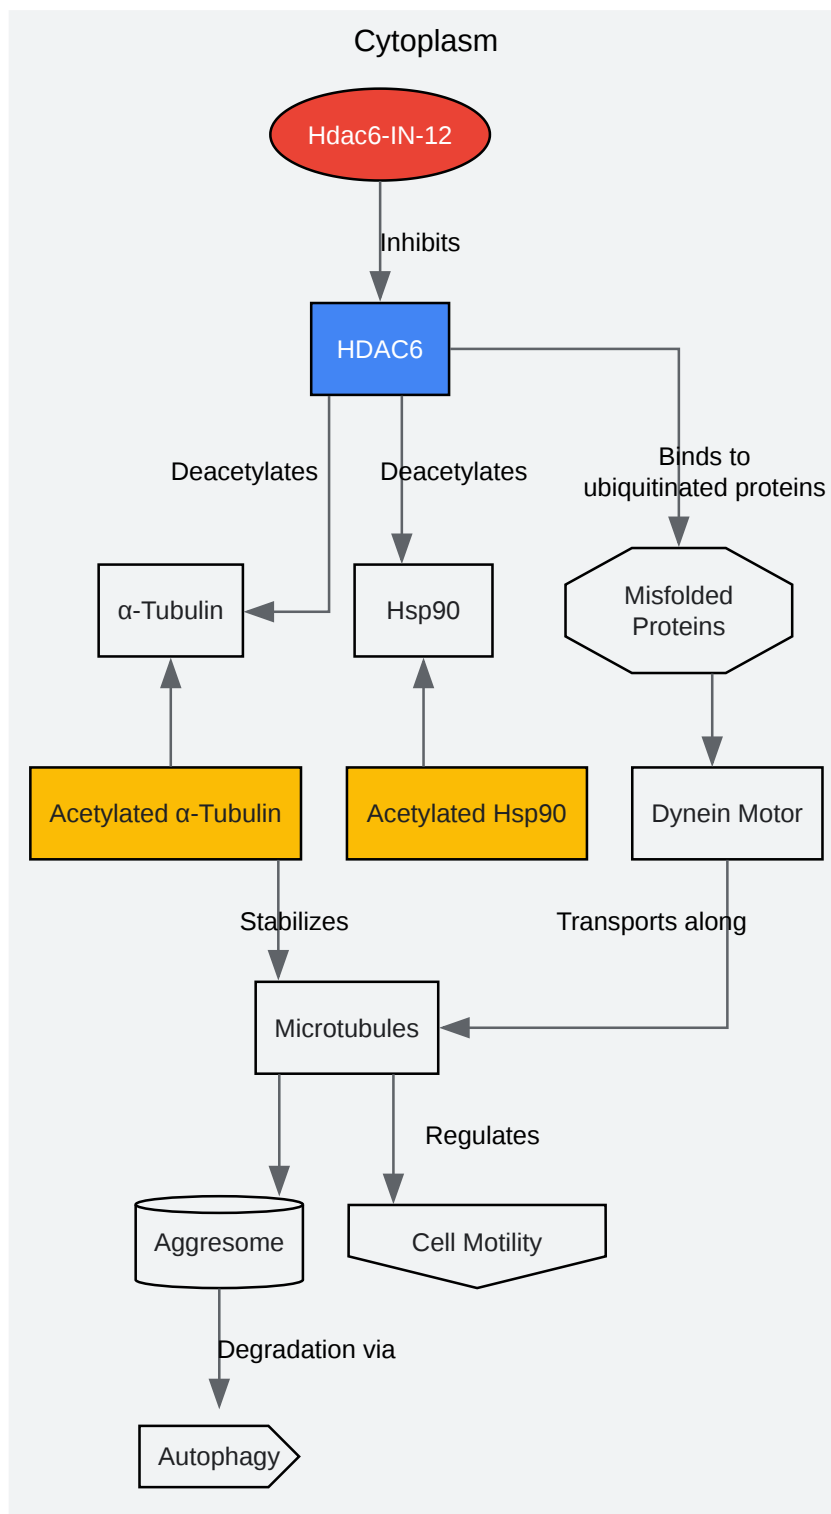 Cytoplasm
Hdac6-IN-12
Inhibits
HDAC6
Deacetylates
Deacetylates
Binds to
ubiquitinated proteins
α-Tubulin
Hsp90
Misfolded
Proteins
Acetylated α-Tubulin
Acetylated Hsp90
Dynein Motor
Stabilizes
Transports along
Microtubules
Regulates
Aggresome
Cell Motility
Degradation via
Autophagy